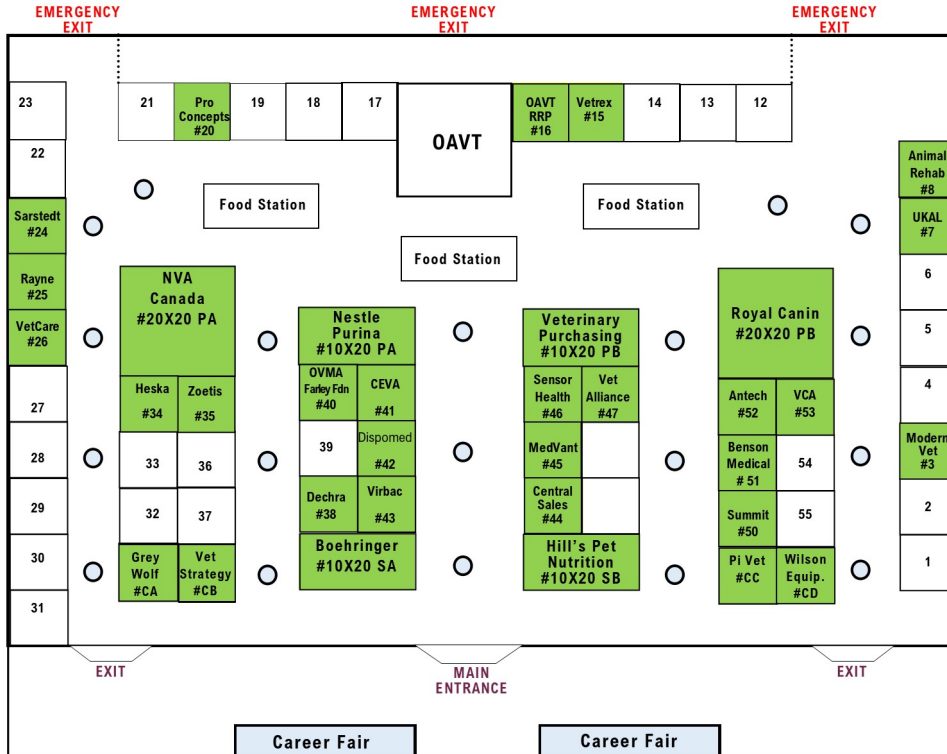 EMERGENCY
EXIT
EMERGENCY
EXIT
EMERGENCY
EXIT
23
21
Pro
Concepts
#20
19
18
17
OAVT
OAVT
RRP
#16
Vetrex
#15
14
13
12
22
Animal
Rehab
#8
Food Station
Food Station
Food Station
Sarstedt
#24
UKAL
#7
Rayne
#25
6
VetCare
#26
5
NVA
Canada
#20X20 PA
Nestle
Purina
#10X20 PA
Veterinary
Purchasing
#10X20 PB
Royal Canin
#20X20 PB
27
Heska
#34
Zoetis
#35
OVMA
Farley Fdn
#40
CEVA
#41
Sensor
Health
#46
Vet
Alliance
#47
Antech
#52
VCA
#53
4
28
33
36
39
Dispomed
#42
MedVant
#45
Benson
Medical
# 51
54
Modern
Vet
#3
29
32
37
Dechra
#38
Virbac
#43
Central
Sales
#44
Summit
#50
55
2
30
Grey
Wolf
#CA
Vet
Strategy
#CB
Boehringer
#10X20 SA
Hill's Pet
Nutrition
#10X20 SB
Pi Vet
#CC
Wilson
Equip.
#CD
1
31
EXIT
MAIN
ENTRANCE
EXIT
Career Fair
Career Fair